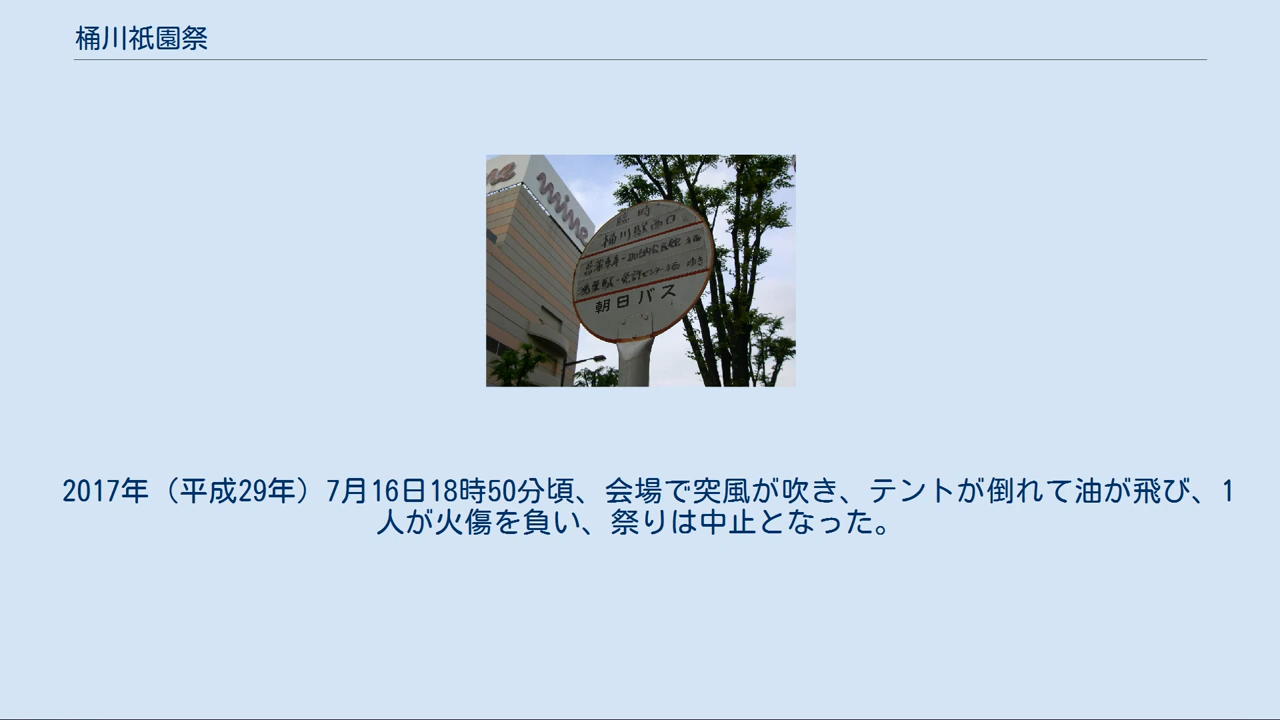 桶川祇園祭
mine
臨時
桶川駅西口
朝日バス
2017年（平成29年）7月16日18時50分頃、会場で突風が吹き、テントが倒れて油が飛び、1
人が火傷を負い、祭りは中止となった。